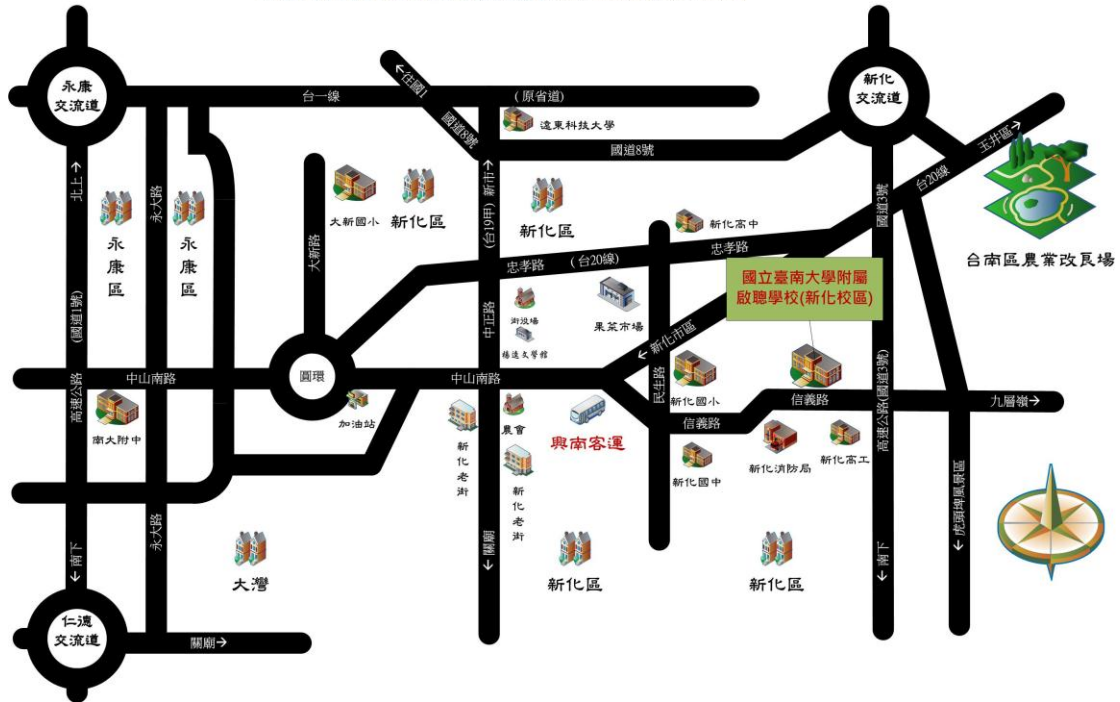 永康
交流道
新化
交流道
台一線
(原省道)
←往國1
國道8號
遠東科技大學
國道8號
玉井區→
台20線
北上→
永大路
永康區
永康區
大新國小
新化區
大新路
(台19甲) 新市→
新化區
新化高中
國道3號
台南區農業改良場
忠孝路
(台20線)
忠孝路
國立臺南大學附屬
啟聰學校(新化校區)
(國道1號)
中正路
街役場
楊逵文學館
果菜市場
←新化市區
圓環
中山南路
中山南路
民生路
新化國小
高速公路
南大附中
加油站
新化老街
農會
興南客運
信義路
信義路
高速公路(國道3號)
九層嶺→
新化老街
新化國中
新化消防局
新化高工
←虎頭埤風景區
永大路
←南下
大灣
←關廟
新化區
新化區
←南下
仁德
交流道
關廟→